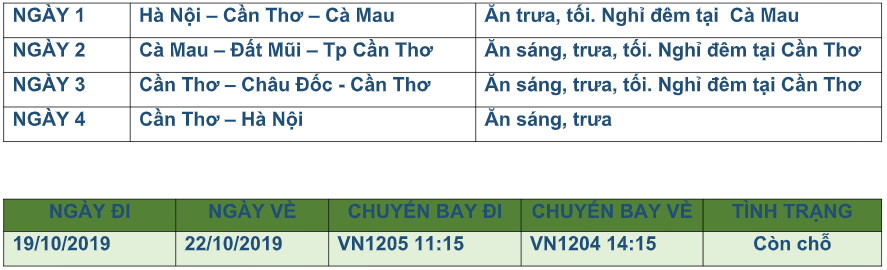 NGÀY 1 Hà Nội – Cần Thơ – Cà Mau Ăn trưa, tối. Nghỉ đêm tại Cà Mau
NGÀY 2 Cà Mau – Đất Mũi – Tp Cần Thơ Ăn sáng, trưa, tối. Nghỉ đêm tại Cần Thơ
NGÀY 3 Cần Thơ – Châu Đốc - Cần Thơ Ăn sáng, trưa, tối. Nghỉ đêm tại Cần Thơ
NGÀY 4 Cần Thơ – Hà Nội Ăn sáng, trưa
NGÀY ĐI NGÀY VỀ CHUYẾN BAY ĐI CHUYẾN BAY VỀ TÌNH TRẠNG
19/10/2019 22/10/2019 VN1205 11:15 VN1204 14:15 Còn chỗ